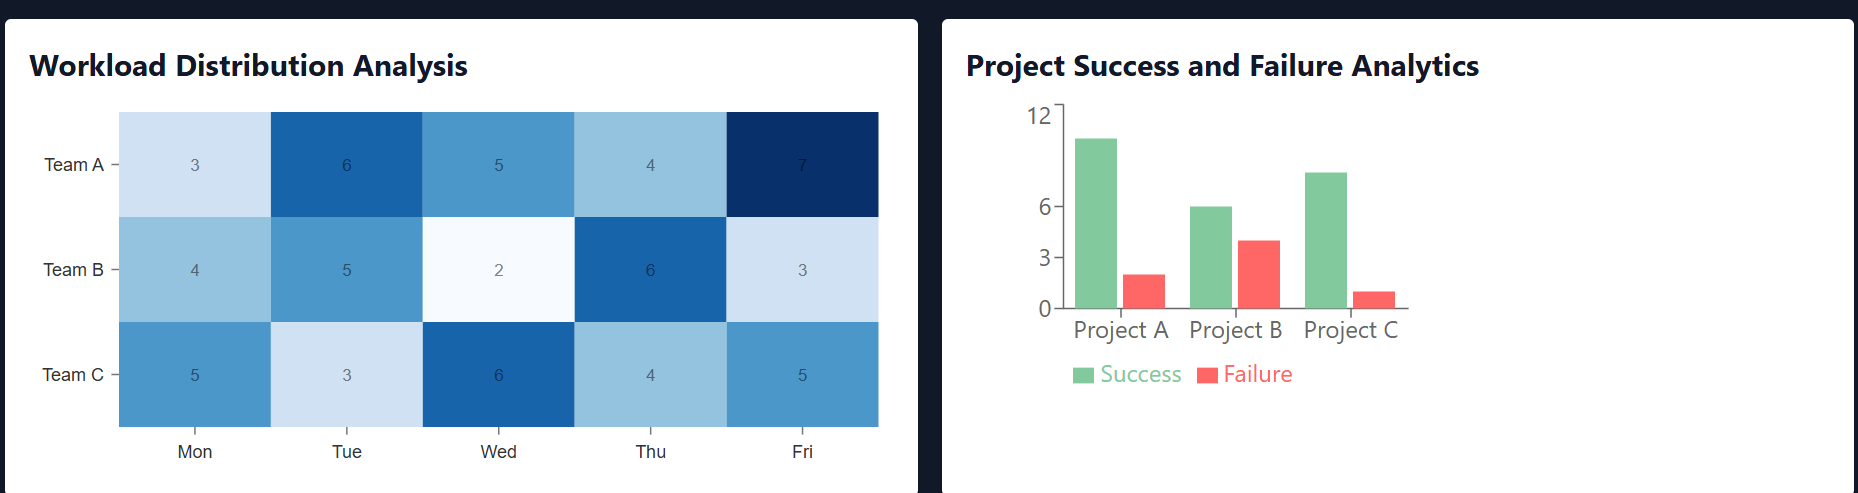 Workload Distribution Analysis
Team A 3 6 5 4 7
Team B 4 5 2 6 3
Team C 5 3 6 4 5
Mon Tue Wed Thu Fri
Project Success and Failure Analytics
12
6
3
0
Project A Project B Project C
Success Failure